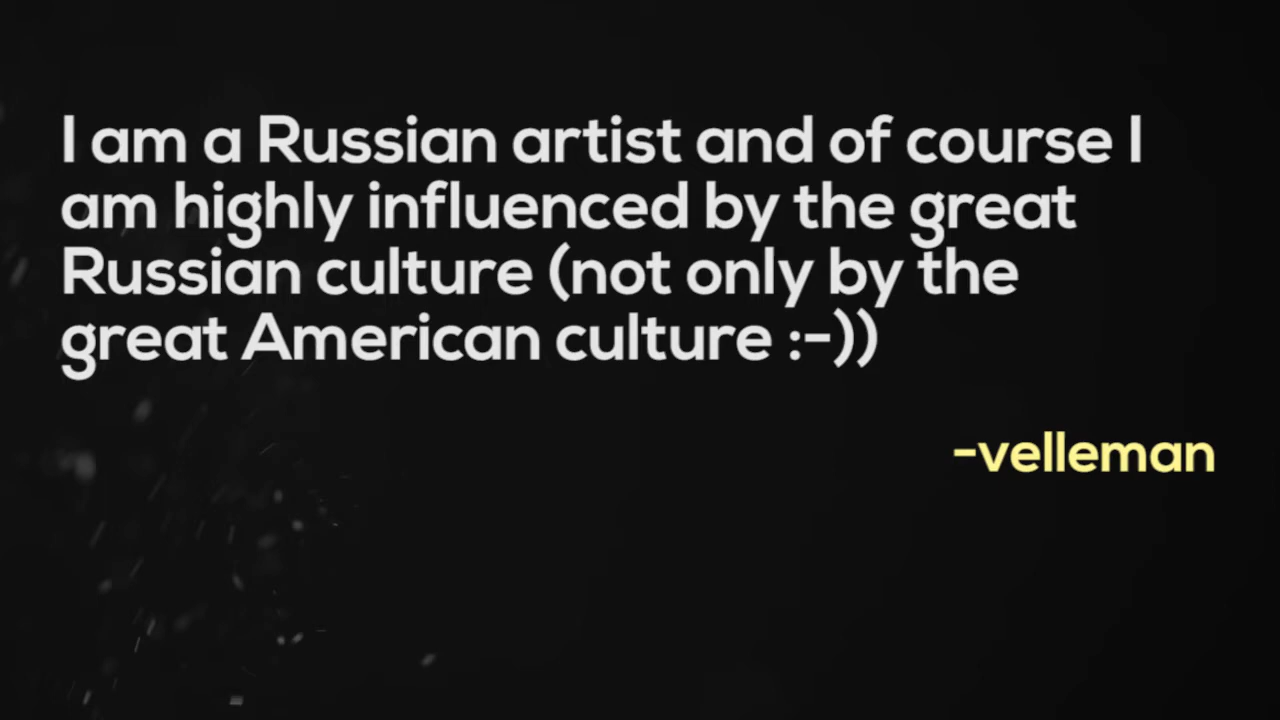 I am a Russian artist and of course I
am highly influenced by the great
Russian culture (not only by the
great American culture :-))
-velleman